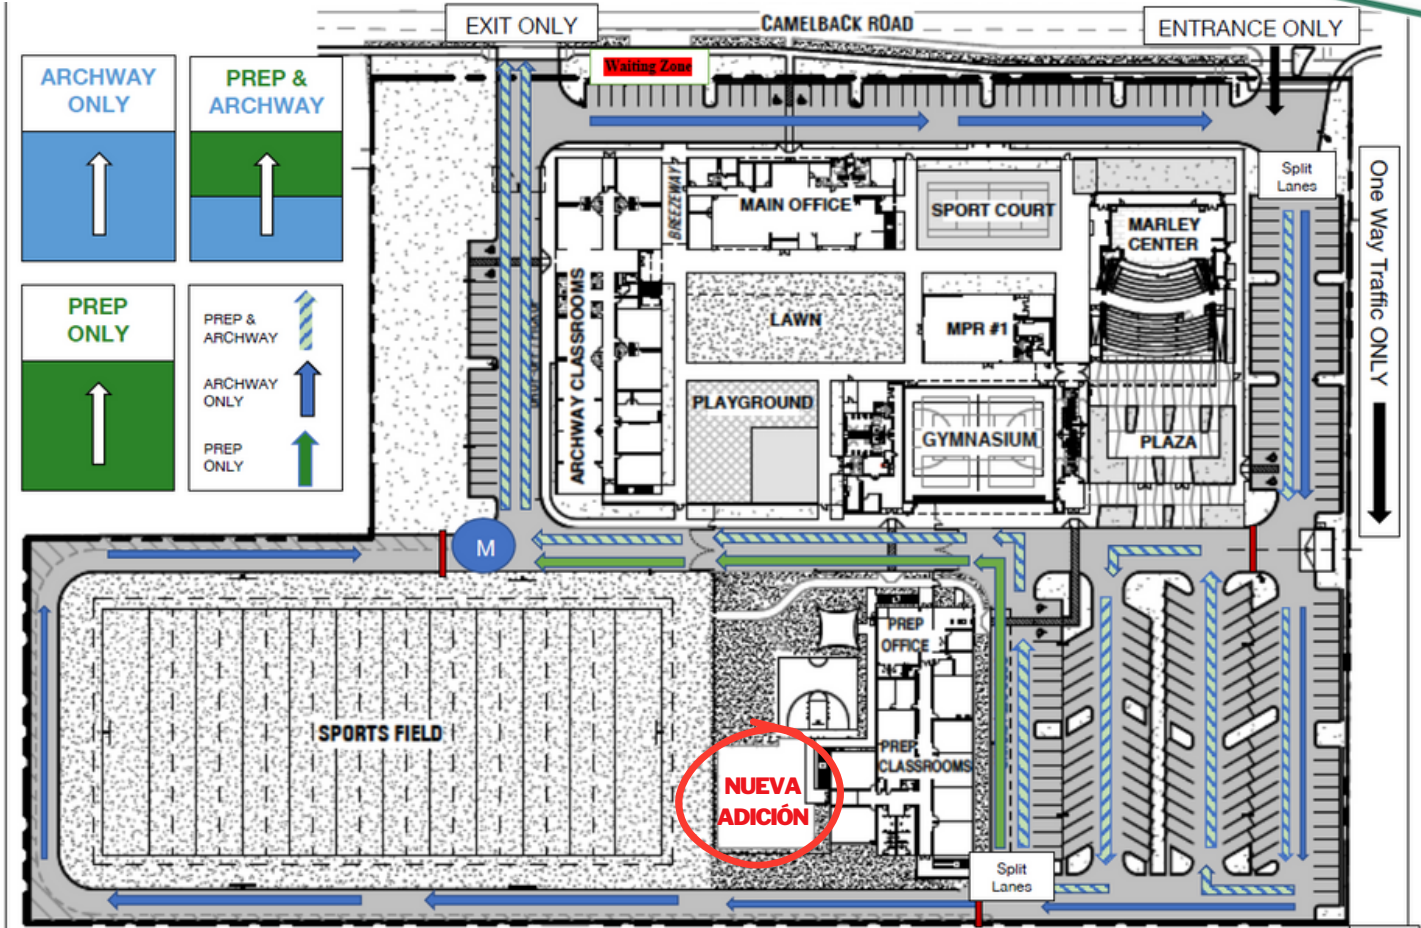 EXIT ONLY
CAMELBACK ROAD
ENTRANCE ONLY
Waiting Zone
ARCHWAY
ONLY
PREP &
ARCHWAY
PREP
ONLY
PREP &
ARCHWAY
ARCHWAY
ONLY
PREP
ONLY
Split
Lanes
One Way Traffic ONLY
BREEZEWAY
MAIN OFFICE
SPORT COURT
MARLEY
CENTER
ARCHWAY CLASSROOMS
LAWN
MPR #1
PLAYGROUND
GYMNASIUM
PLAZA
M
PREP
OFFICE
SPORTS FIELD
PREP
CLASSROOMS
NUEVA
ADICIÓN
Split
Lanes